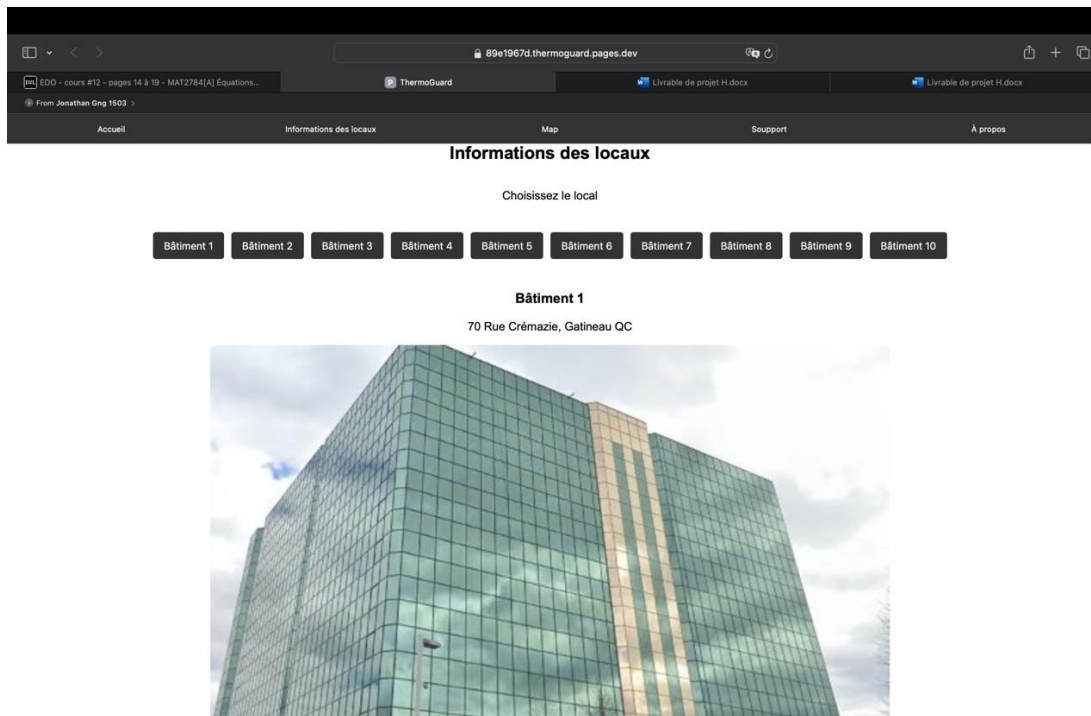 89e1967d.thermoguard.pages.dev
EDO - cours #12 - pages 14 à 19 - MAT2784[A] Équations...
ThermoGuard
Livrable de projet H.docx
Livrable de projet H.docx
From Jonathan Gng 1503
Accueil
Informations des locaux
Map
Soupport
À propos
Informations des locaux
Choisissez le local
Bâtiment 1
Bâtiment 2
Bâtiment 3
Bâtiment 4
Bâtiment 5
Bâtiment 6
Bâtiment 7
Bâtiment 8
Bâtiment 9
Bâtiment 10
Bâtiment 1
70 Rue Crémazie, Gatineau QC